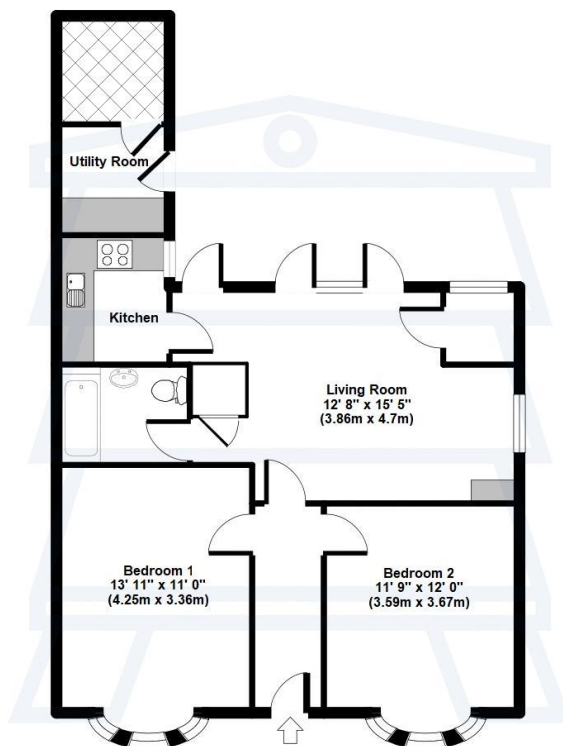 Utility Room
Kitchen
Living Room
12' 8" x 15' 5"
(3.86m x 4.7m)
Bedroom 1
13' 11" x 11' 0"
(4.25m x 3.36m)
Bedroom 2
11' 9" x 12' 0"
(3.59m x 3.67m)